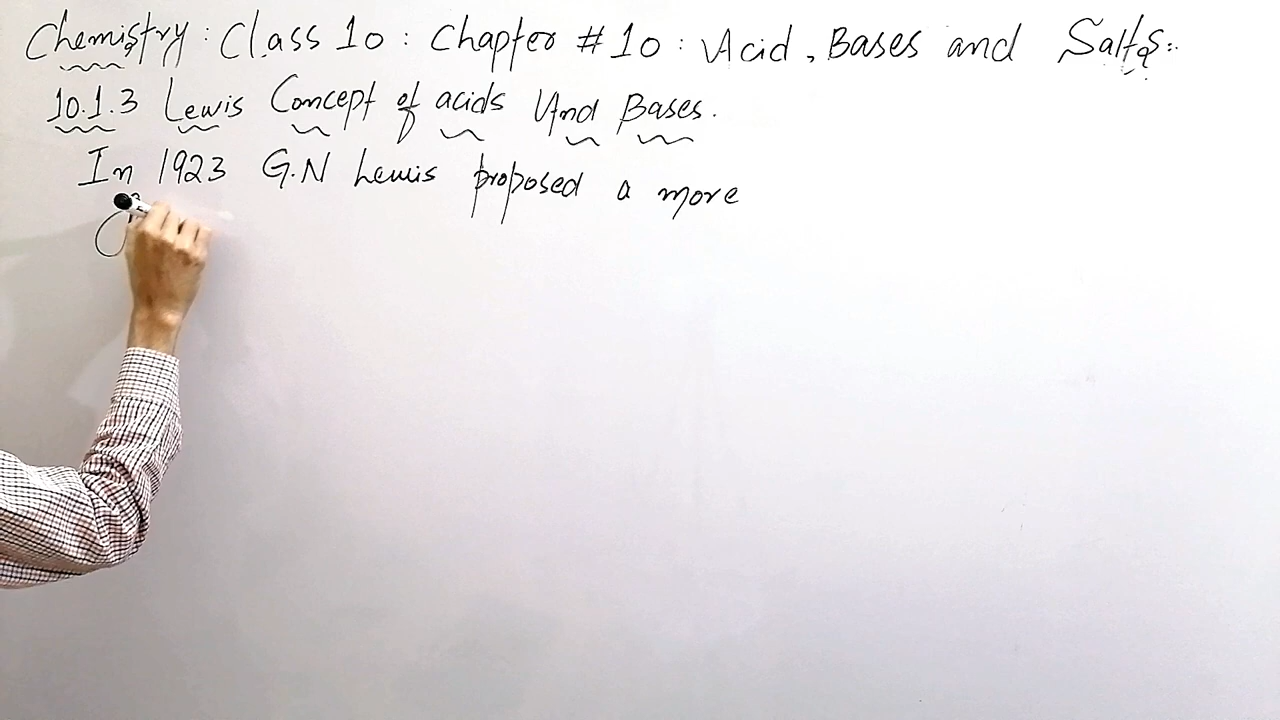 Chemistry : Class 10 : Chapter # 10 : Acid , Bases and Salts :
10.1.3 Lewis Concept of acids And Bases .
In 1923 G.N Lewis proposed a more